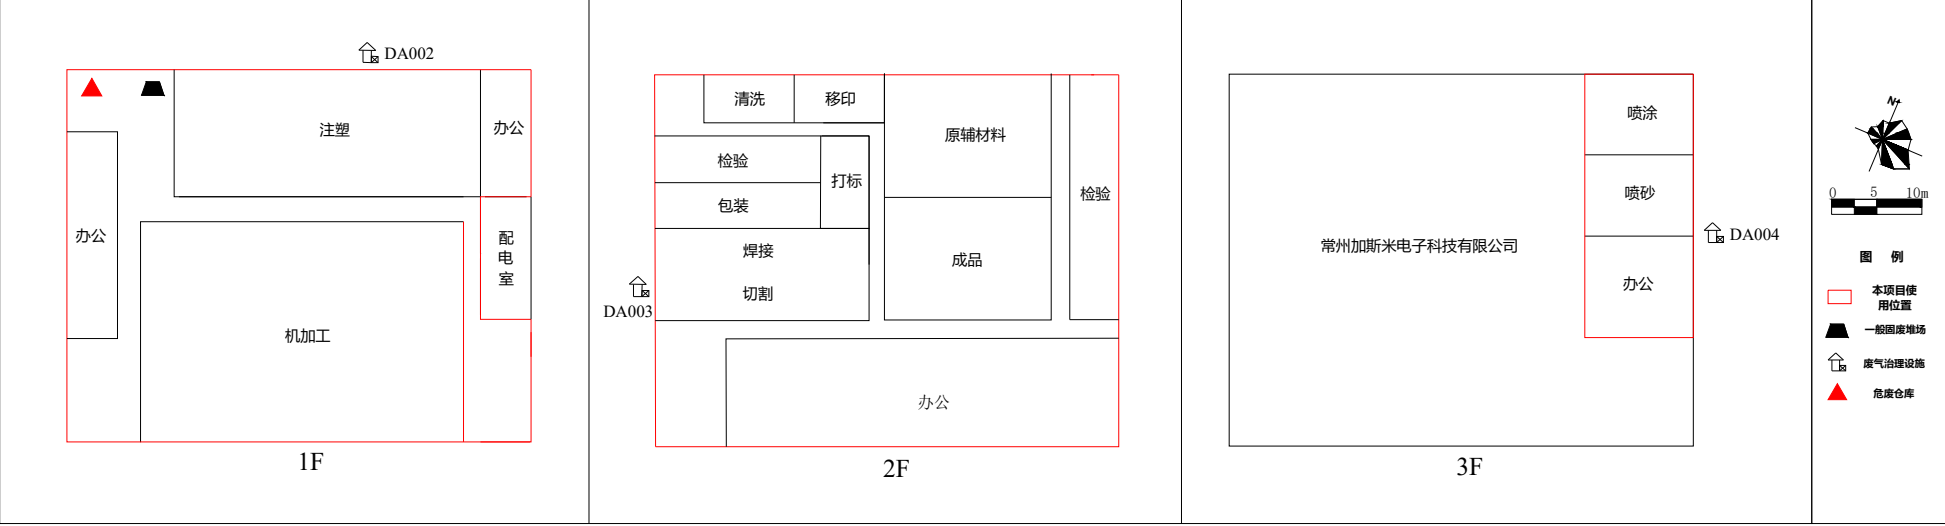 DA002
注塑
办公
办公
配
电
室
机加工
1F
清洗
移印
原辅材料
检验
打标
包装
检验
焊接
切割
成品
DA003
办公
2F
喷涂
喷砂
常州加斯米电子科技有限公司
办公
DA004
3F
N
0 5 10m
图 例
本项目使
用位置
一般固废堆场
废气治理设施
危废仓库